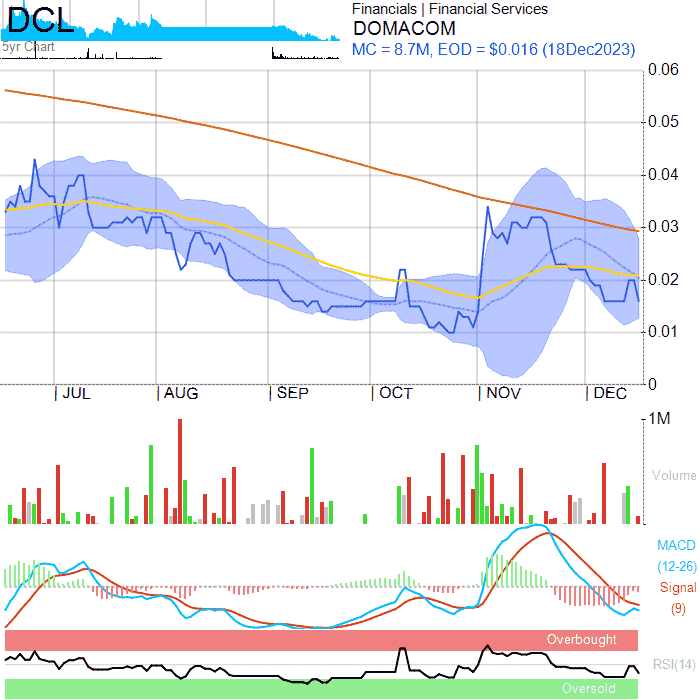 DCL
5yr Chart
Financials | Financial Services
DOMACOM
MC = 8.7M, EOD = $0.016 (18Dec2023)
0.06
0.05
0.04
0.03
0.02
0.01
0
JUL AUG SEP OCT NOV DEC
1M
Volume
MACD
(12-26)
Signal
(9)
Overbought
RSI(14)
Oversold